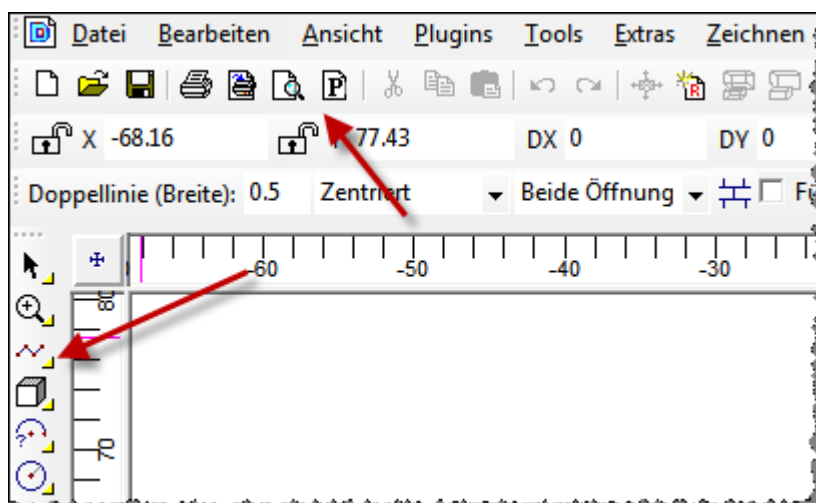 Datei Bearbeiten Ansicht Plugins Tools Extras Zeichnen
P R
X -68.16 77.43 DX 0 DY 0
Doppellinie (Breite): 0.5 Zentriert Beide Öffnung
-60 -50 -40 -30
80
70